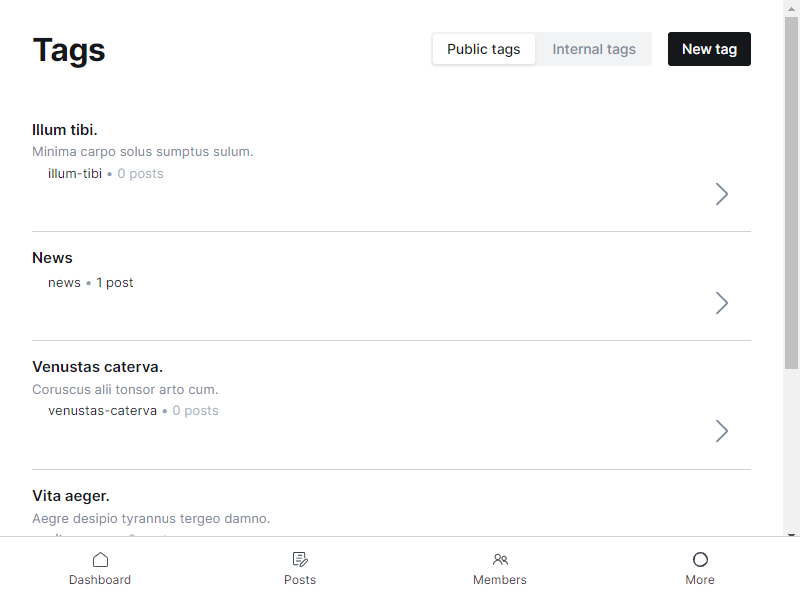 Tags
Public tags
Internal tags
New tag
Illum tibi.
Minima carpo solus sumptus sulum.
illum-tibi • 0 posts
News
news • 1 post
Venustas caterva.
Coruscus alii tonsor arto cum.
venustas-caterva • 0 posts
Vita aeger.
Aegre desipio tyrannus tergeo damno.
Dashboard
Posts
Members
More